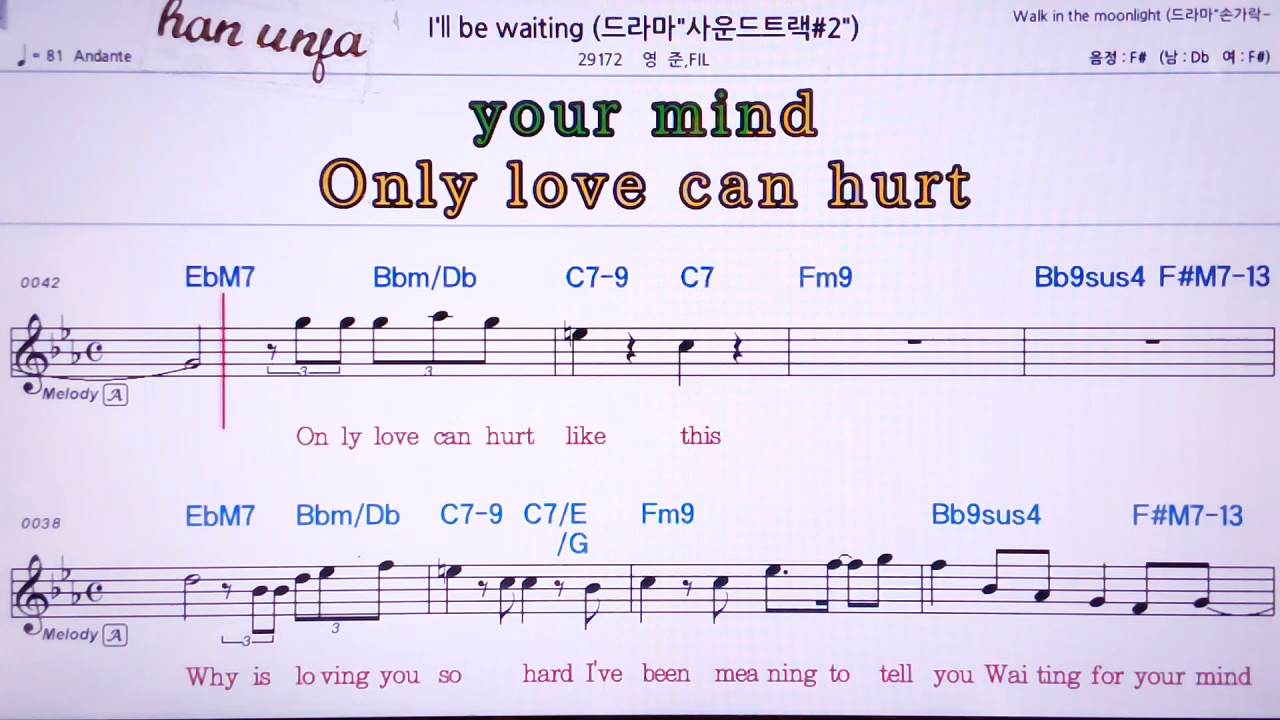 han unja
I'll be waiting (드라마"사운드트랙#2")
Walk in the moonlight (드라마"손가락~
♩= 81 Andante
29172 영 준,FIL
음정 : F# (남 : Db 여 : F#)
your mind
Only love can hurt
0042
EbM7 Bbm/Db C7-9 C7 Fm9 Bb9sus4 F#M7-13
3 3
Melody A
On ly love can hurt like this
0038
EbM7 Bbm/Db C7-9 C7/E Fm9 Bb9sus4 F#M7-13
/G
3 3
Melody A
Why is lo ving you so hard I've been mea ning to tell you Wai ting for your mind